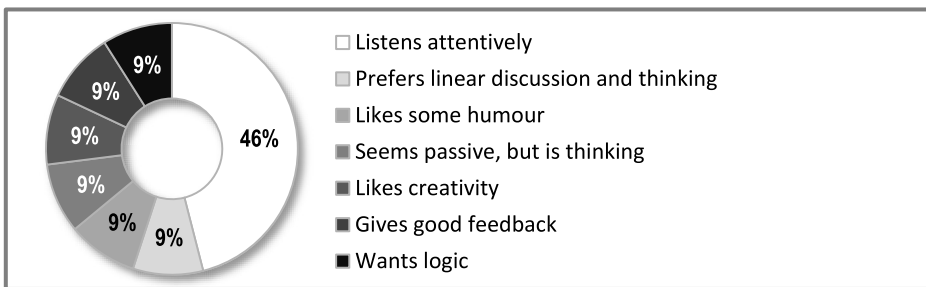 9%
9%
9%
9%
9%
9%
46%
Listens attentively
Prefers linear discussion and thinking
Likes some humour
Seems passive, but is thinking
Likes creativity
Gives good feedback
Wants logic